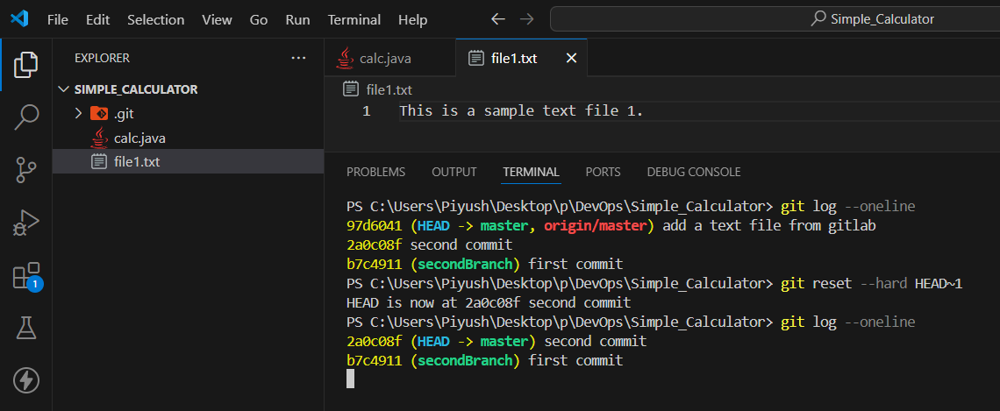 File Edit Selection View Go Run Terminal Help
Simple_Calculator
EXPLORER
SIMPLE_CALCULATOR
.git
calc.java
file1.txt
1
calc.java
file1.txt
file1.txt
1 This is a sample text file 1.
PROBLEMS OUTPUT TERMINAL PORTS DEBUG CONSOLE
PS C:\Users\Piyush\Desktop\p\DevOps\Simple_Calculator> git log --oneline
97d6041 (HEAD -> master, origin/master) add a text file from gitlab
2a0c08f second commit
b7c4911 (secondBranch) first commit
PS C:\Users\Piyush\Desktop\p\DevOps\Simple_Calculator> git reset --hard HEAD~1
HEAD is now at 2a0c08f second commit
PS C:\Users\Piyush\Desktop\p\DevOps\Simple_Calculator> git log --oneline
2a0c08f (HEAD -> master) second commit
b7c4911 (secondBranch) first commit